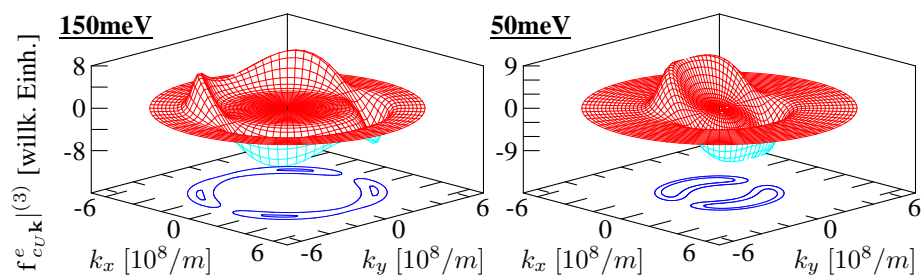 150meV
50meV
f^e_{c_U k}|^(3) [willk. Einh.]
8
0
-8
-6
0
6
k_x [10^8/m]
-6
0
6
k_y [10^8/m]
9
0
-9
-6
0
6
k_x [10^8/m]
-6
0
6
k_y [10^8/m]